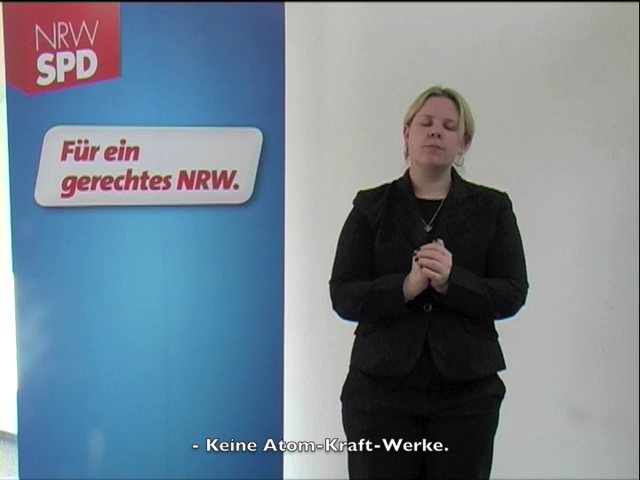 NRW
SPD
Für ein
gerechtes NRW.
- Keine Atom-Kraft-Werke.